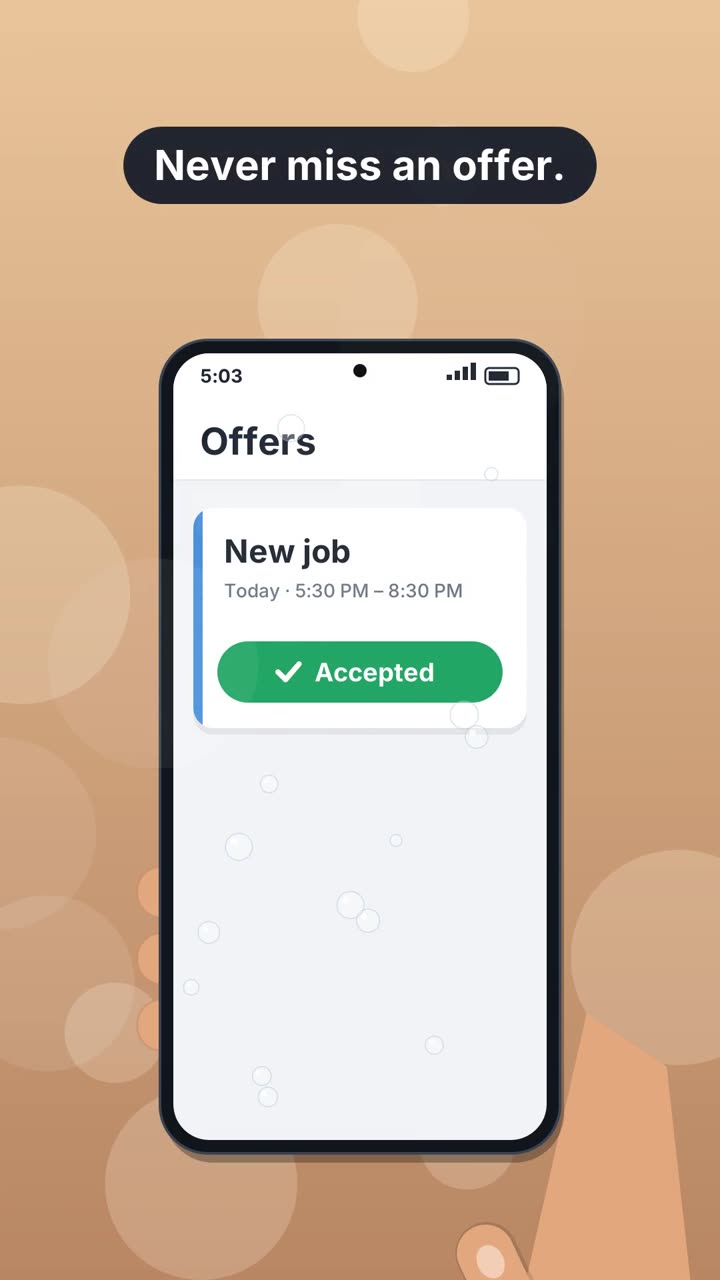 Never miss an offer.
5:03
Offers
New job
Today · 5:30 PM – 8:30 PM
Accepted